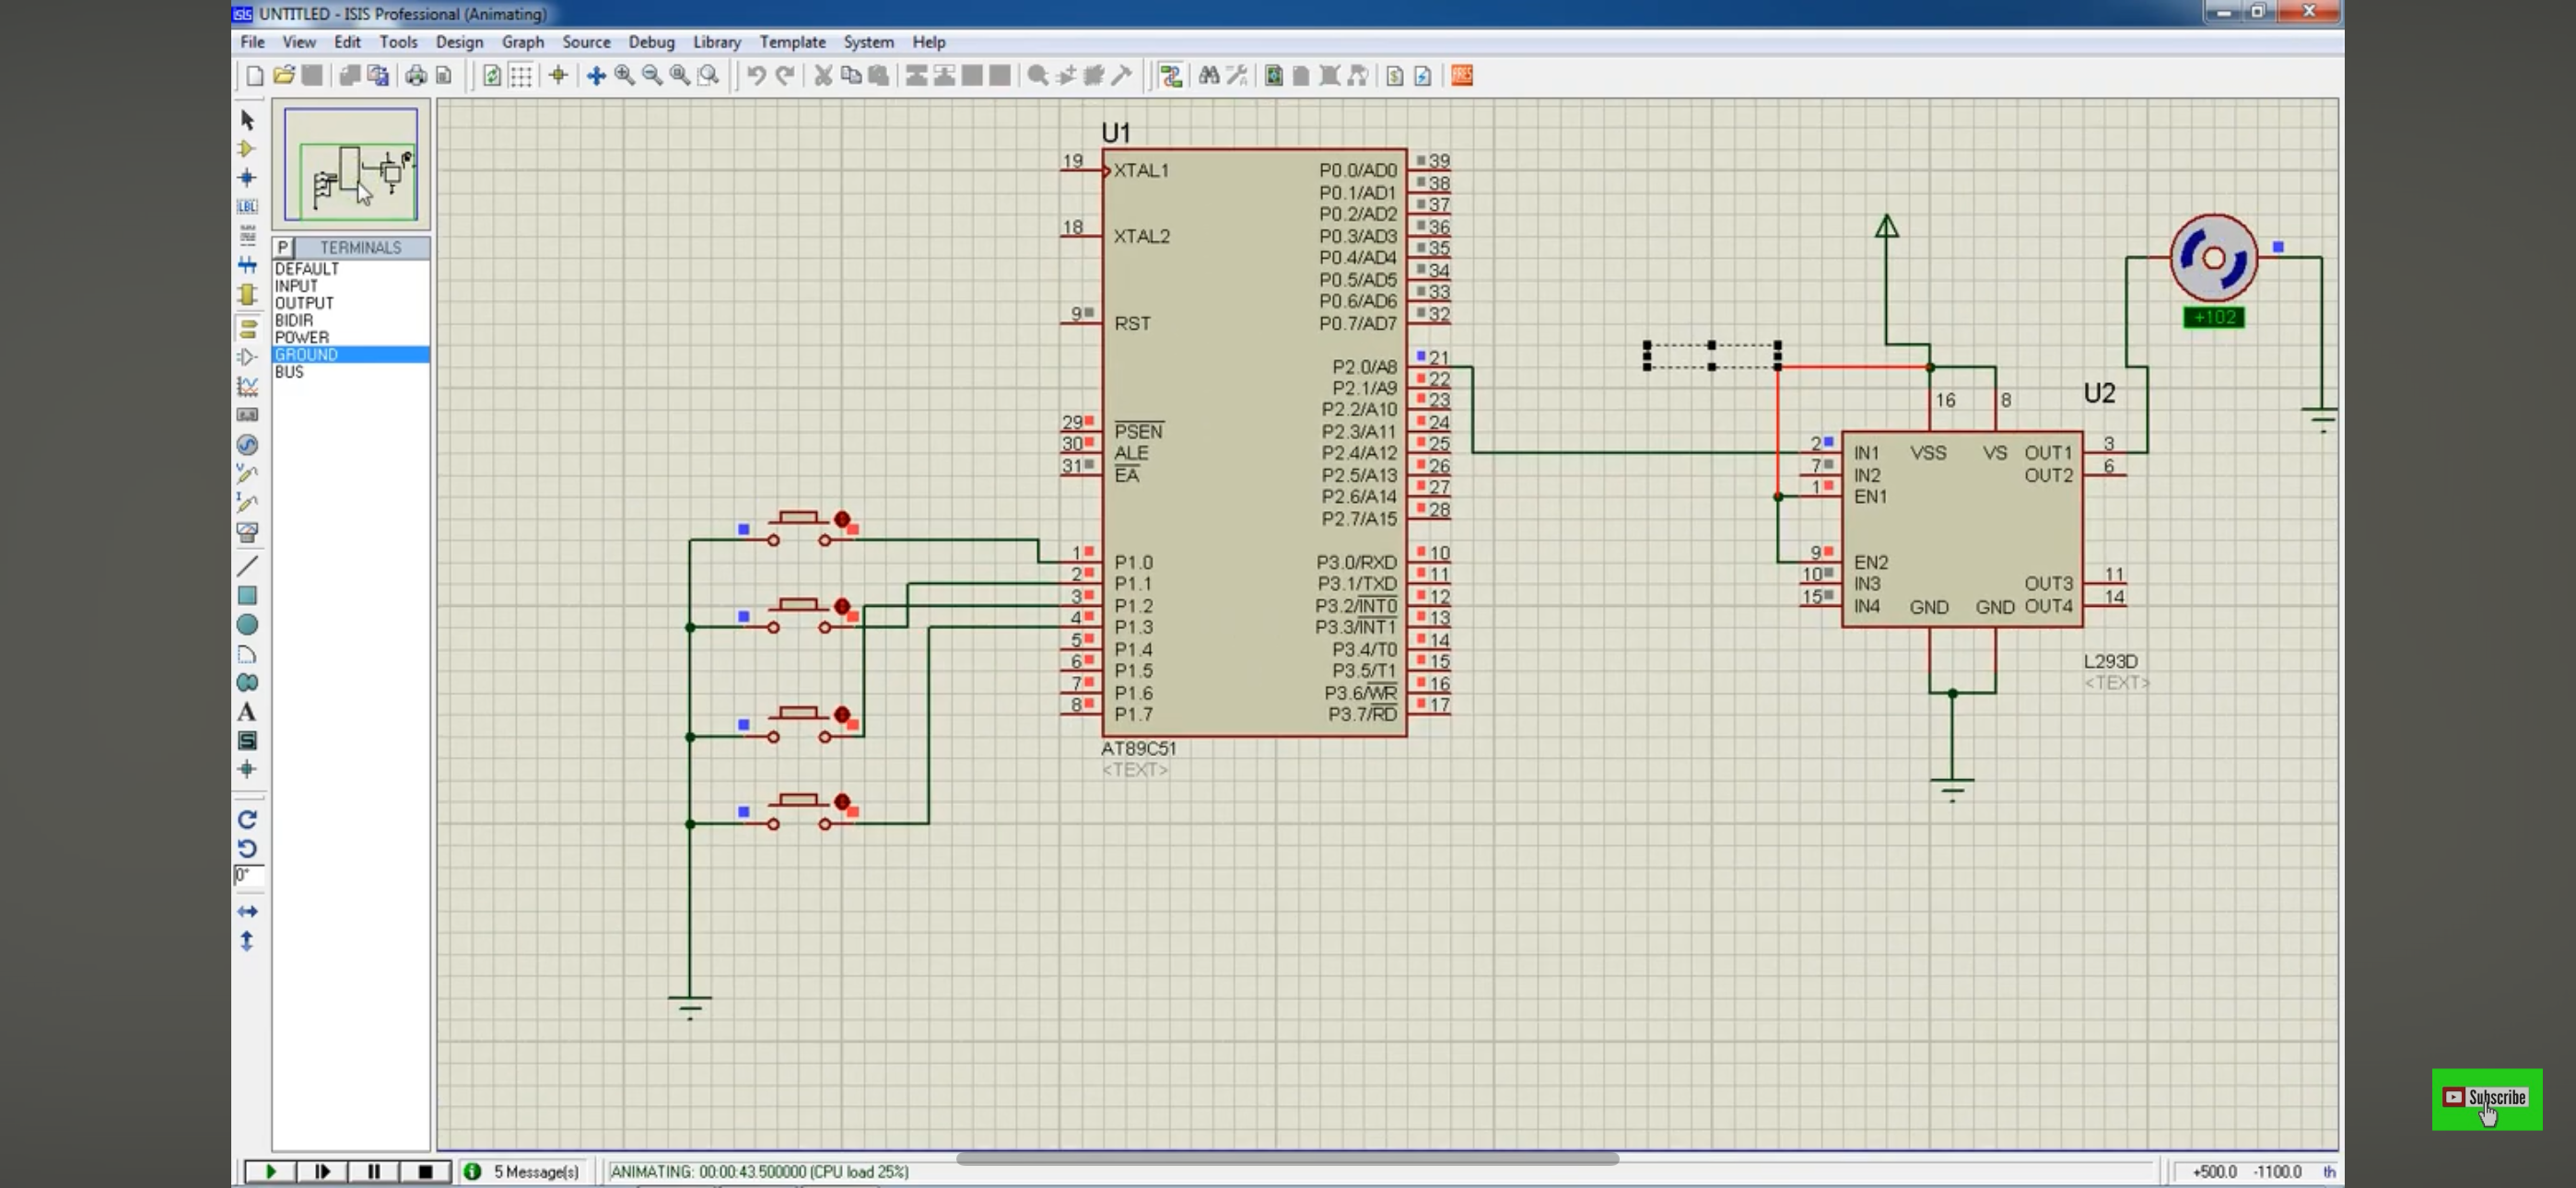 UNTITLED - ISIS Professional (Animating)
File View Edit Tools Design Graph Source Debug Library Template System Help
LBL
P TERMINALS
DEFAULT
INPUT
OUTPUT
BIDIR
POWER
GROUND
BUS
A
S
0°
U1
19 XTAL1
18 XTAL2
9 RST
29 PSEN
30 ALE
31 EA
1 P1.0
2 P1.1
3 P1.2
4 P1.3
5 P1.4
6 P1.5
7 P1.6
8 P1.7
P0.0/AD0 39
P0.1/AD1 38
P0.2/AD2 37
P0.3/AD3 36
P0.4/AD4 35
P0.5/AD5 34
P0.6/AD6 33
P0.7/AD7 32
P2.0/A8 21
P2.1/A9 22
P2.2/A10 23
P2.3/A11 24
P2.4/A12 25
P2.5/A13 26
P2.6/A14 27
P2.7/A15 28
P3.0/RXD 10
P3.1/TXD 11
P3.2/INT0 12
P3.3/INT1 13
P3.4/T0 14
P3.5/T1 15
P3.6/WR 16
P3.7/RD 17
AT89C51
<TEXT>
+102
U2
16 8
2 IN1 VSS VS OUT1 3
7 IN2 OUT2 6
1 EN1
9 EN2
10 IN3 OUT3 11
15 IN4 GND GND OUT4 14
L293D
<TEXT>
Subscribe
5 Message(s)
ANIMATING: 00:00:43.500000 (CPU load 25%)
+500.0 -1100.0 th